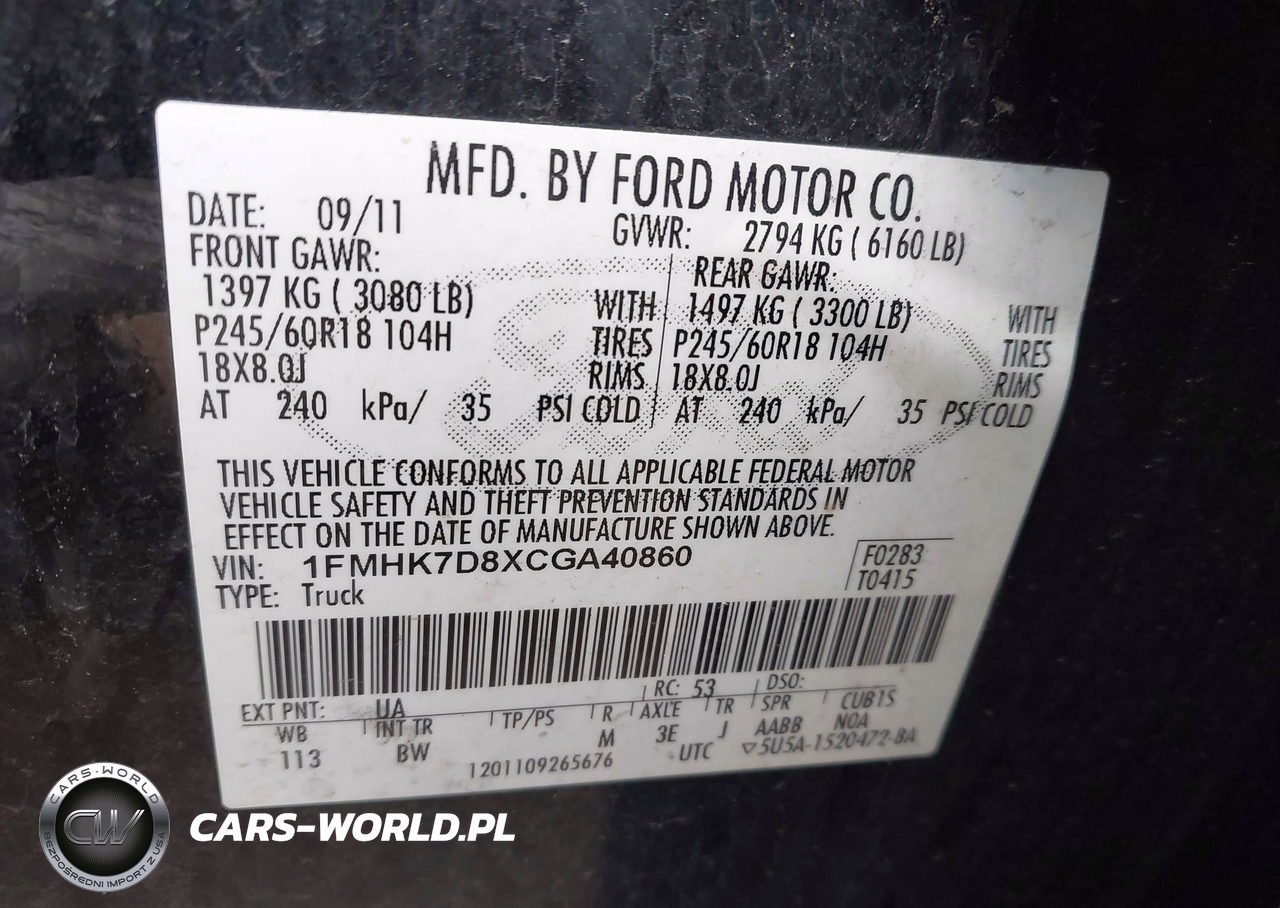 MFD. BY FORD MOTOR CO.
DATE: 09/11 GVWR: 2794 KG ( 6160 LB)
FRONT GAWR: REAR GAWR:
1397 KG ( 3080 LB) WITH 1497 KG ( 3300 LB) WITH
P245/60R18 104H TIRES P245/60R18 104H TIRES
18X8.0J RIMS 18X8.0J RIMS
AT 240 kPa/ 35 PSI COLD AT 240 kPa/ 35 PSI COLD
THIS VEHICLE CONFORMS TO ALL APPLICABLE FEDERAL MOTOR
VEHICLE SAFETY AND THEFT PREVENTION STANDARDS IN
EFFECT ON THE DATE OF MANUFACTURE SHOWN ABOVE.
VIN: 1FMHK7D8XCGA40860 F0283
TYPE: Truck T0415
EXT PNT: UA RC: 53 DSO:
WB INT TR TP/PS R AXLE TR SPR CUB1S
113 BW M 3E J AABB NOA
1201109265676 UTC ▽5U5A-1520472-BA
CARS-WORLD
CW
BEZPOŚREDNI IMPORT Z USA
CARS-WORLD.PL